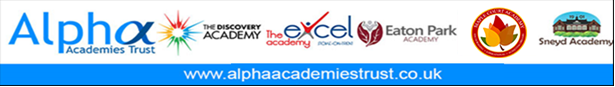 Alpha
Academies Trust
THE DISCOVERY
ACADEMY
The excel
academy
Eaton Park
ACADEMY
Sneyd Academy
www.alphaacademiestrust.co.uk